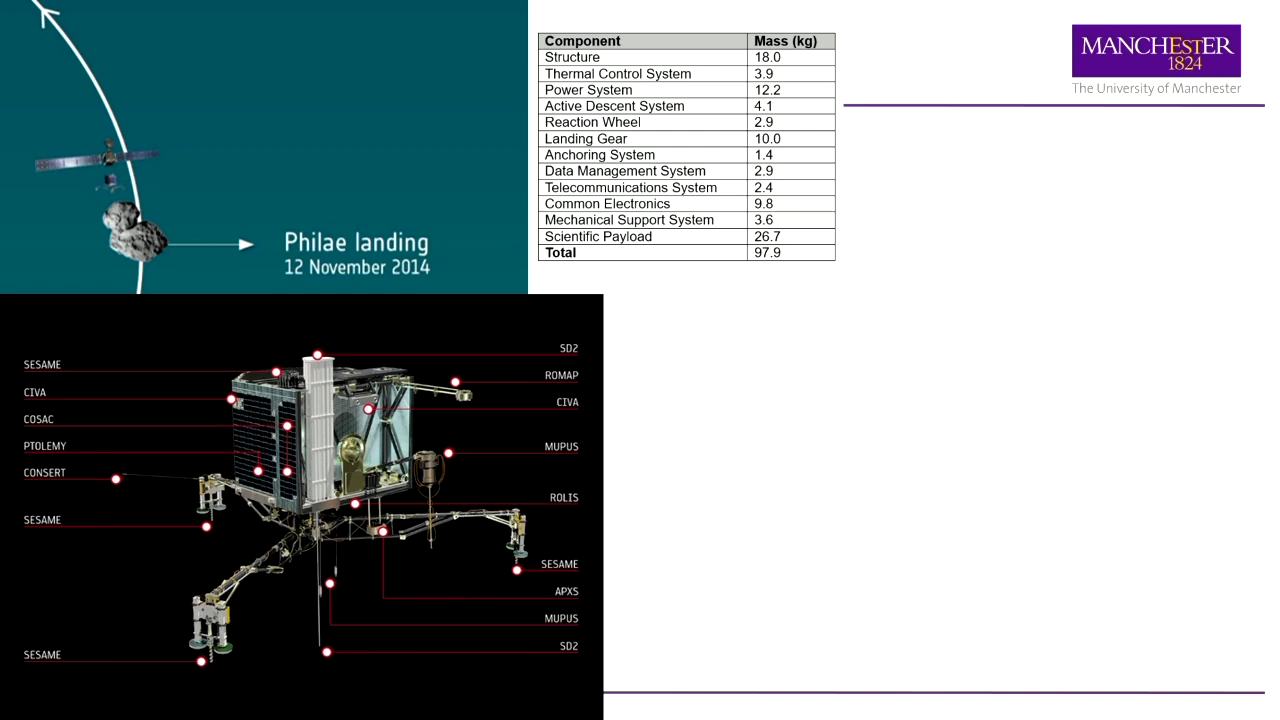 Philae landing
12 November 2014
Component Mass (kg)
Structure 18.0
Thermal Control System 3.9
Power System 12.2
Active Descent System 4.1
Reaction Wheel 2.9
Landing Gear 10.0
Anchoring System 1.4
Data Management System 2.9
Telecommunications System 2.4
Common Electronics 9.8
Mechanical Support System 3.6
Scientific Payload 26.7
Total 97.9
MANCHEStER
1824
The University of Manchester
SESAME
CIVA
COSAC
PTOLEMY
CONSERT
SESAME
SESAME
SD2
ROMAP
CIVA
MUPUS
ROLIS
SESAME
APXS
MUPUS
SD2